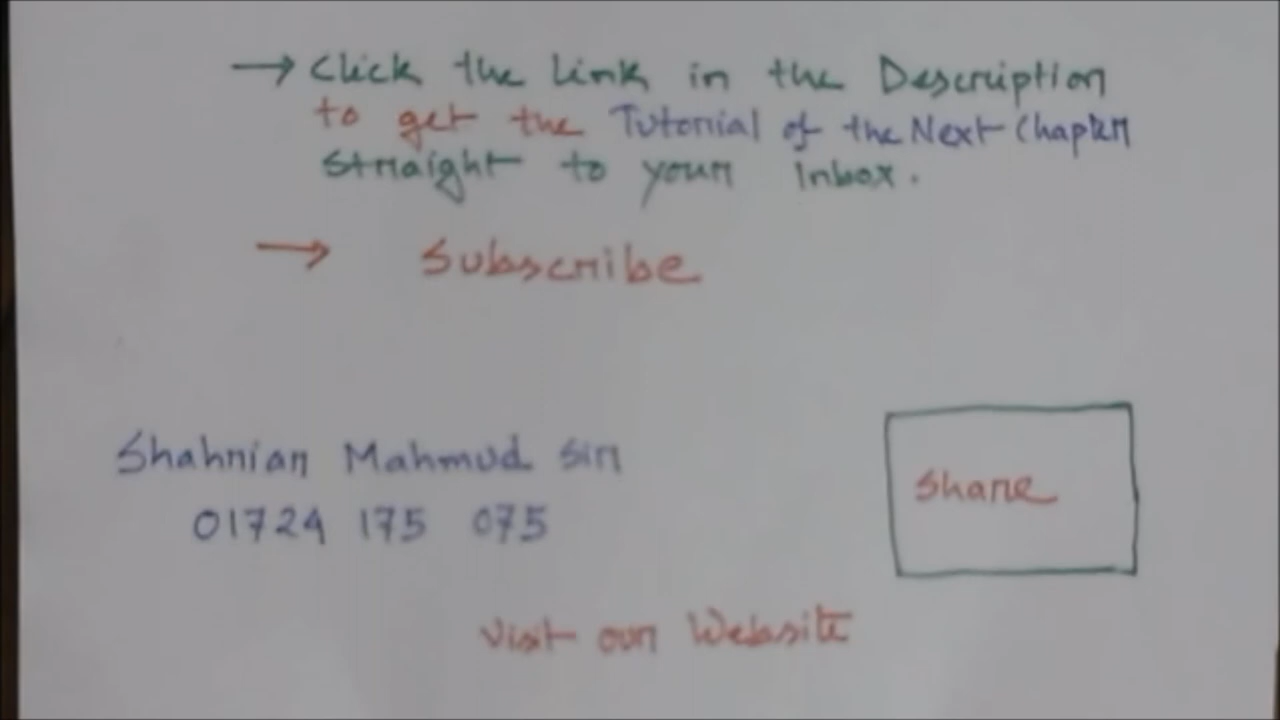 → Click the Link in the Description
to get the Tutorial of the Next Chapter
Straight to your Inbox.
→ Subscribe
Shahriar Mahmud Sir
01724 175 075
Share
Visit our Website